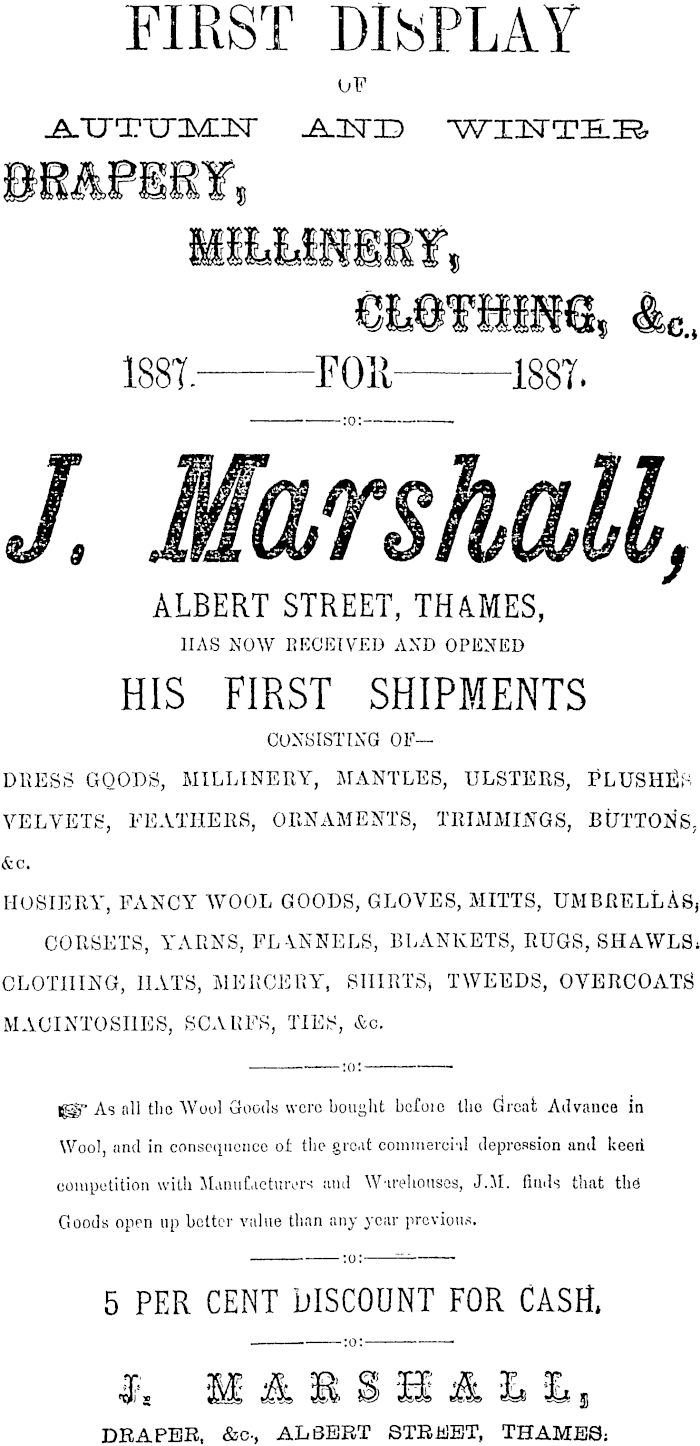 FIRST DISPLAY
OF
AUTUMN AND WINTER
DRAPERY,
MILLINERY,
CLOTHING, &c.,
1887.———FOR———1887.
———:o:———
J. Marshall,
ALBERT STREET, THAMES,
HAS NOW RECEIVED AND OPENED
HIS FIRST SHIPMENTS
CONSISTING OF—
DRESS GOODS, MILLINERY, MANTLES, ULSTERS, PLUSHES
VELVETS, FEATHERS, ORNAMENTS, TRIMMINGS, BUTTONS,
&c.
HOSIERY, FANCY WOOL GOODS, GLOVES, MITTS, UMBRELLAS,
CORSETS, YARNS, FLANNELS, BLANKETS, RUGS, SHAWLS.
CLOTHING, HATS, MERCERY, SHIRTS, TWEEDS, OVERCOATS
MACINTOSHES, SCARFS, TIES, &c.
———:o:———
☞ As all the Wool Goods were bought before the Great Advance in
Wool, and in consequence of the great commercial depression and keen
competition with Manufacturers and Warehouses, J.M. finds that the
Goods open up better value than any year previous.
———:o:———
5 PER CENT DISCOUNT FOR CASH.
———:o:———
J. MARSHALL,
DRAPER, &c., ALBERT STREET, THAMES.